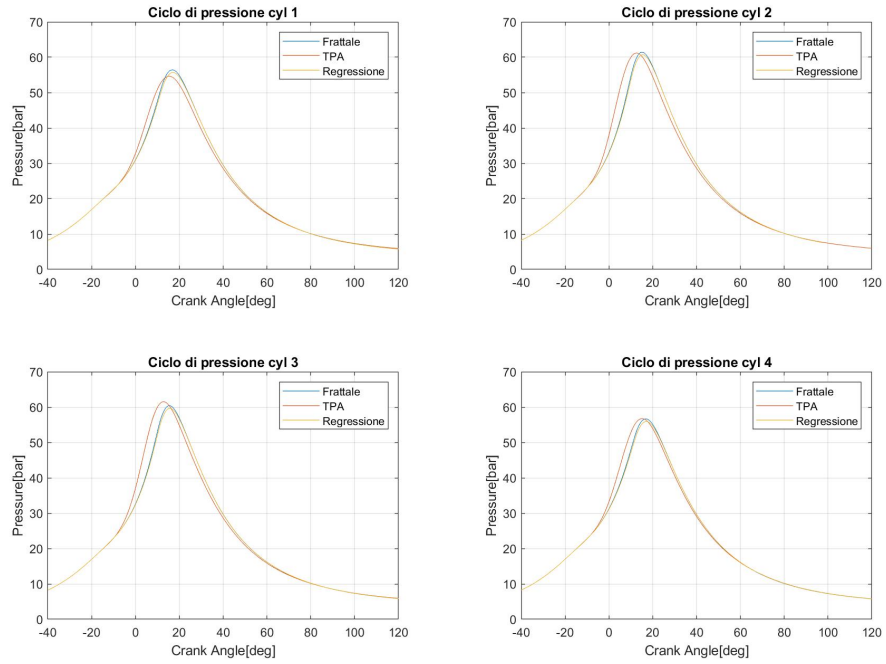 Ciclo di pressione cyl 1
70
60
50
40
30
20
10
0
Pressure[bar]
Frattale
TPA
Regressione
-40 -20 0 20 40 60 80 100 120
Crank Angle[deg]
Ciclo di pressione cyl 2
70
60
50
40
30
20
10
0
Pressure[bar]
Frattale
TPA
Regressione
-40 -20 0 20 40 60 80 100 120
Crank Angle[deg]
Ciclo di pressione cyl 3
70
60
50
40
30
20
10
0
Pressure[bar]
Frattale
TPA
Regressione
-40 -20 0 20 40 60 80 100 120
Crank Angle[deg]
Ciclo di pressione cyl 4
70
60
50
40
30
20
10
0
Pressure[bar]
Frattale
TPA
Regressione
-40 -20 0 20 40 60 80 100 120
Crank Angle[deg]